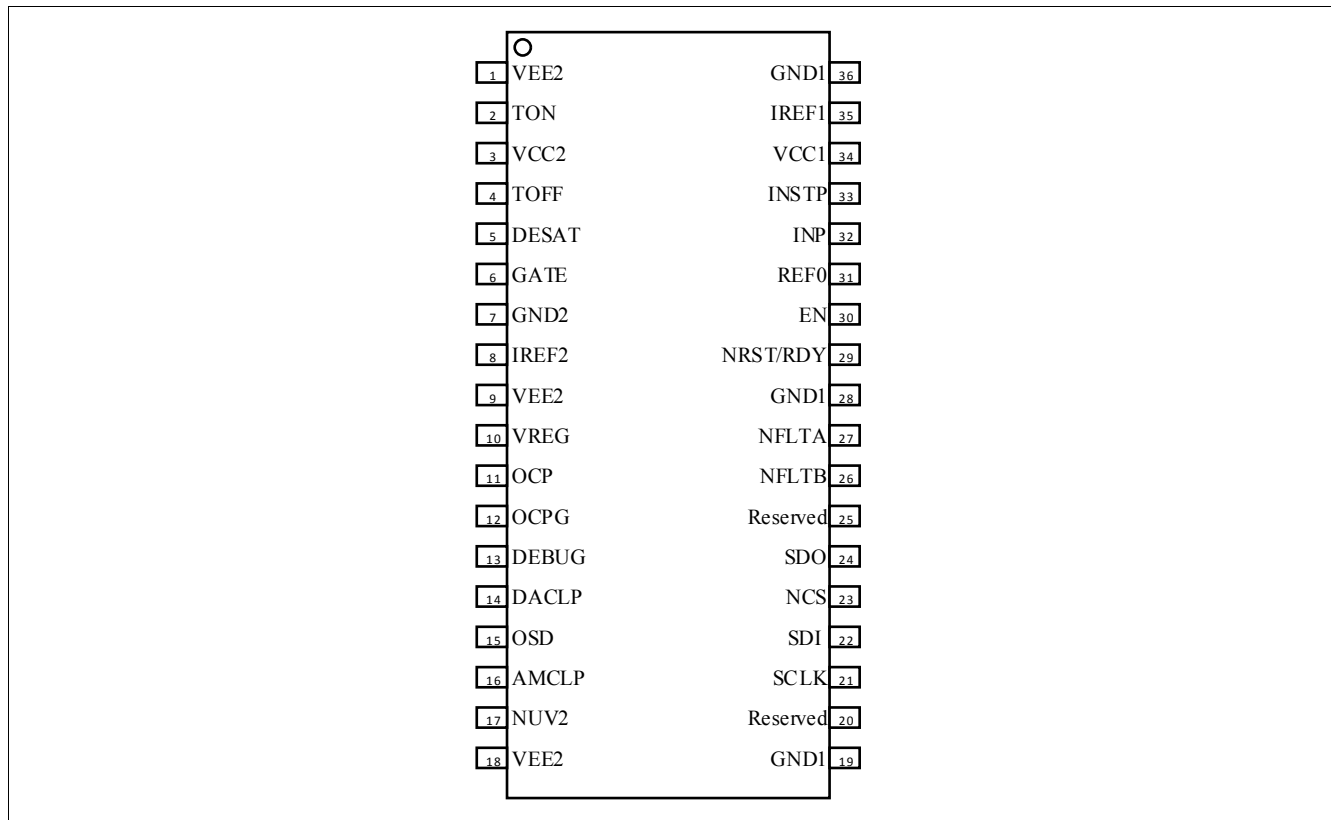 1 VEE2 GND1 36
2 TON IREF1 35
3 VCC2 VCC1 34
4 TOFF INSTP 33
5 DESAT INP 32
6 GATE REF0 31
7 GND2 EN 30
8 IREF2 NRST/RDY 29
9 VEE2 GND1 28
10 VREG NFLTA 27
11 OCP NFLTB 26
12 OCPG Reserved 25
13 DEBUG SDO 24
14 DACLP NCS 23
15 OSD SDI 22
16 AMCLP SCLK 21
17 NUV2 Reserved 20
18 VEE2 GND1 19